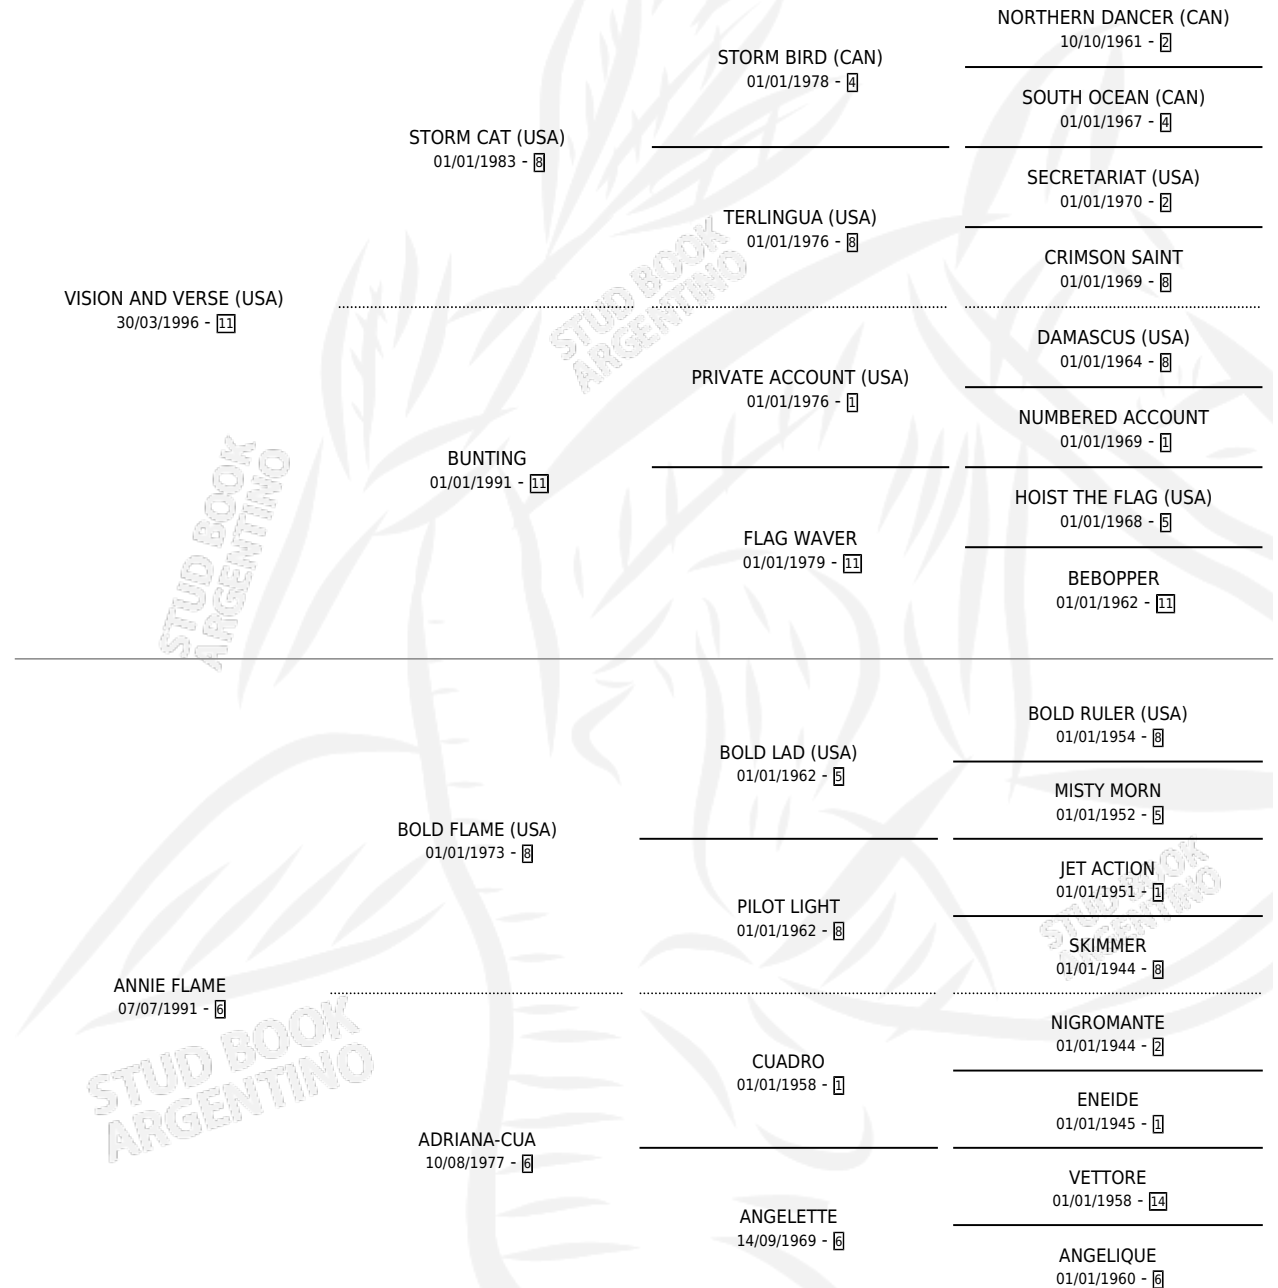 NORTHERN DANCER (CAN)
10/10/1961 - 2
STORM BIRD (CAN)
01/01/1978 - 4
SOUTH OCEAN (CAN)
01/01/1967 - 4
STORM CAT (USA)
01/01/1983 - 8
SECRETARIAT (USA)
01/01/1970 - 2
TERLINGUA (USA)
01/01/1976 - 8
CRIMSON SAINT
01/01/1969 - 8
VISION AND VERSE (USA)
30/03/1996 - 11
DAMASCUS (USA)
01/01/1964 - 8
PRIVATE ACCOUNT (USA)
01/01/1976 - 1
NUMBERED ACCOUNT
01/01/1969 - 1
BUNTING
01/01/1991 - 11
HOIST THE FLAG (USA)
01/01/1968 - 5
FLAG WAVER
01/01/1979 - 11
BEBOPPER
01/01/1962 - 11
BOLD RULER (USA)
01/01/1954 - 8
BOLD LAD (USA)
01/01/1962 - 5
MISTY MORN
01/01/1952 - 5
BOLD FLAME (USA)
01/01/1973 - 8
JET ACTION
01/01/1951 - 1
PILOT LIGHT
01/01/1962 - 8
SKIMMER
01/01/1944 - 8
ANNIE FLAME
07/07/1991 - 6
NIGROMANTE
01/01/1944 - 2
CUADRO
01/01/1958 - 1
ENEIDE
01/01/1945 - 1
ADRIANA-CUA
10/08/1977 - 6
VETTORE
01/01/1958 - 14
ANGELETTE
14/09/1969 - 6
ANGELIQUE
01/01/1960 - 6
STUD BOOK
ARGENTINO
STUD BOOK
ARGENTINO
STUD BOOK
ARGENTINO
STUD BOOK
ARGENTINO